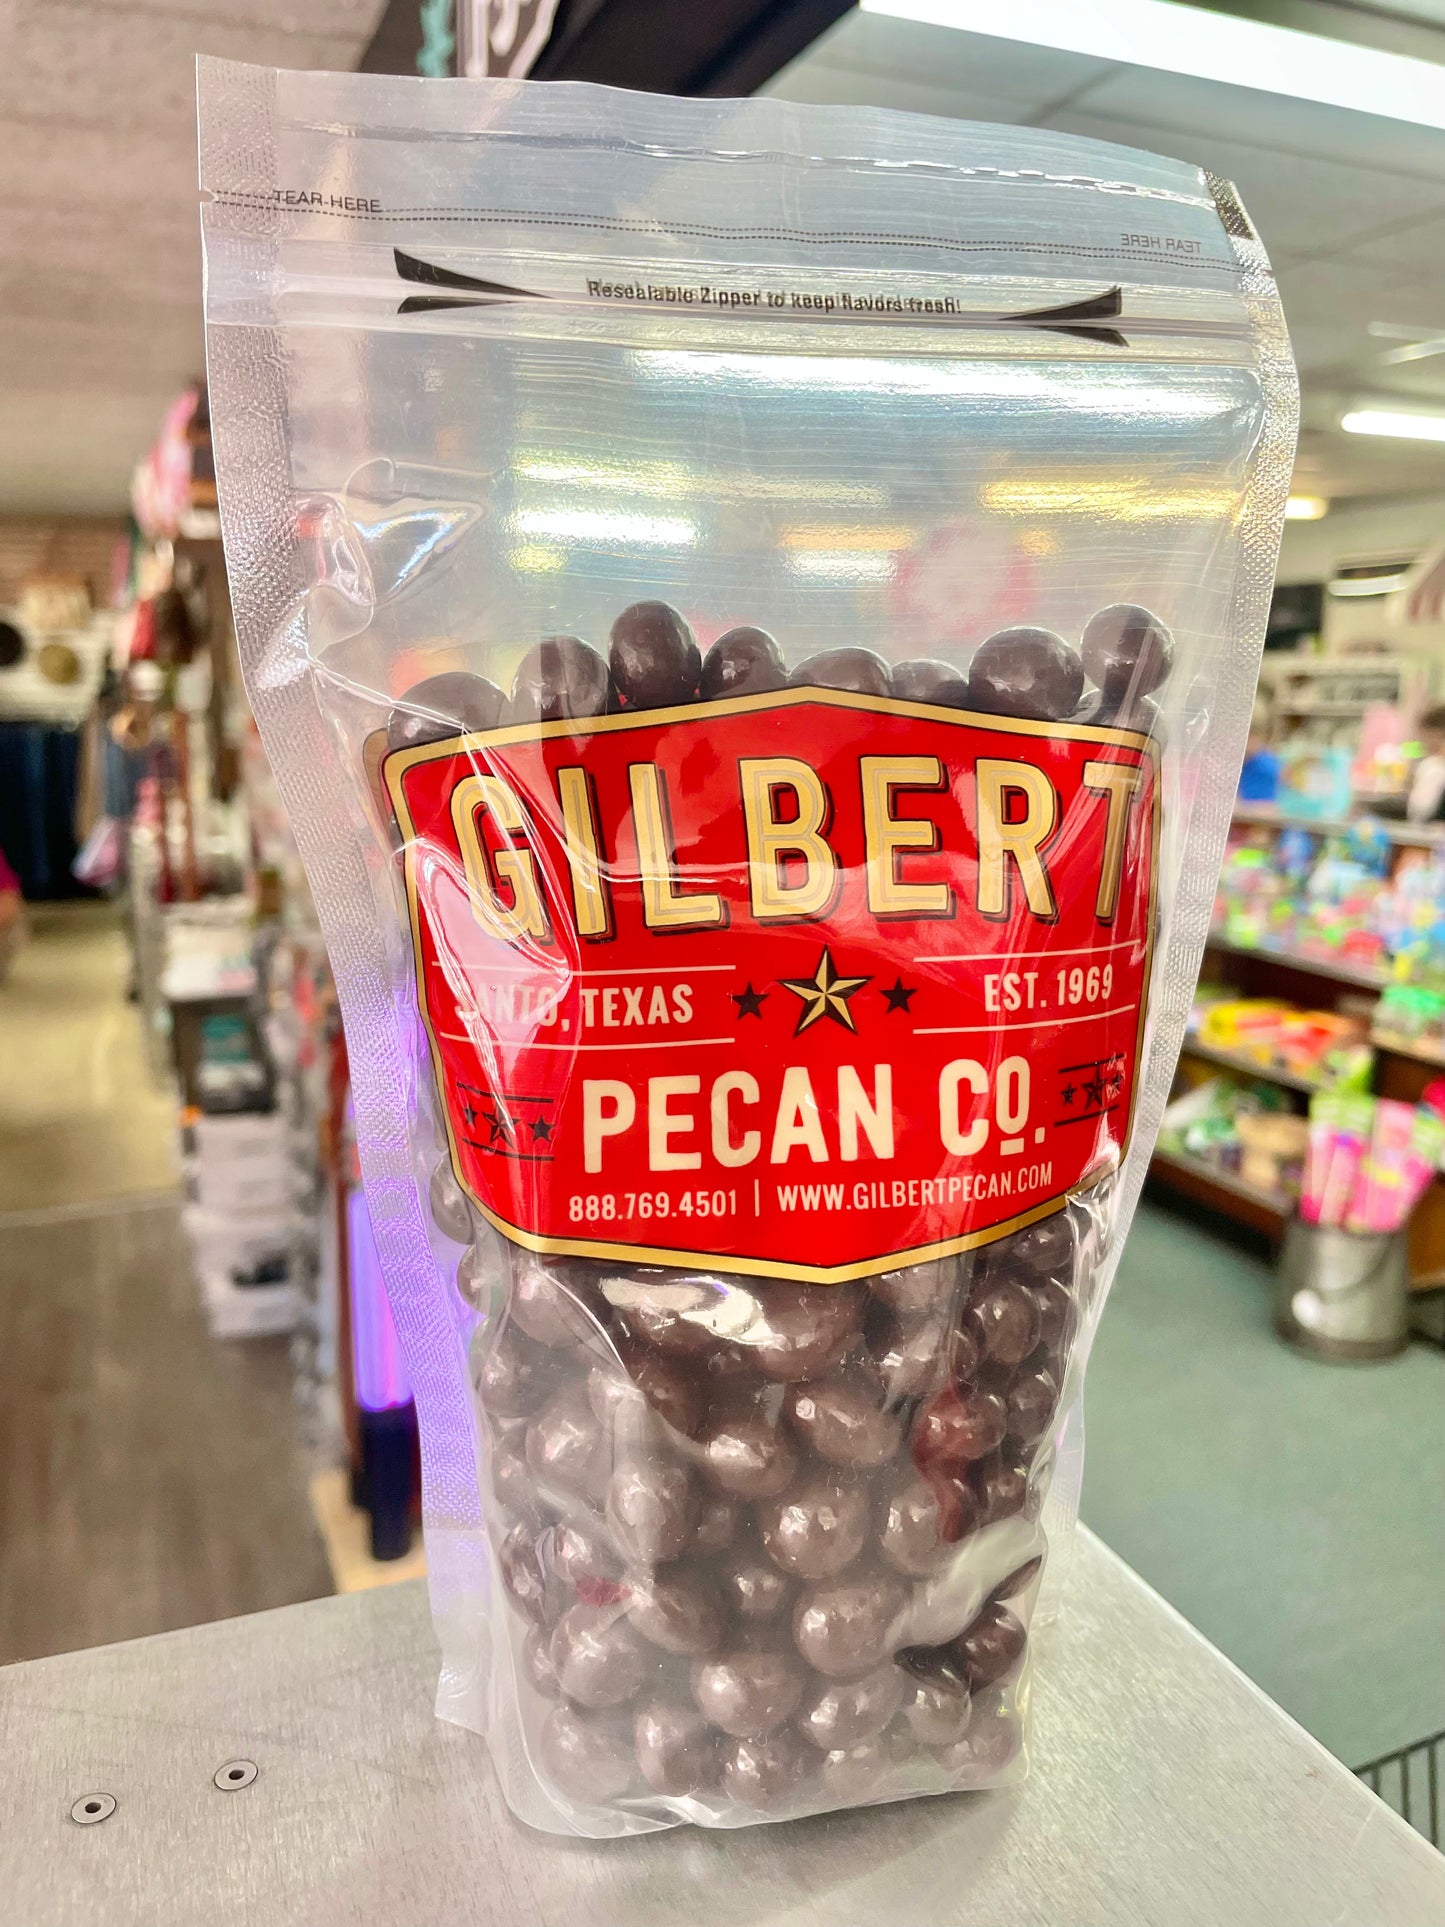 TEAR HERE
TEAR HERE
Resealable Zipper to keep flavors fresh!
GILBERT
SANTO, TEXAS
EST. 1969
PECAN CO.
888.769.4501 | WWW.GILBERTPECAN.COM